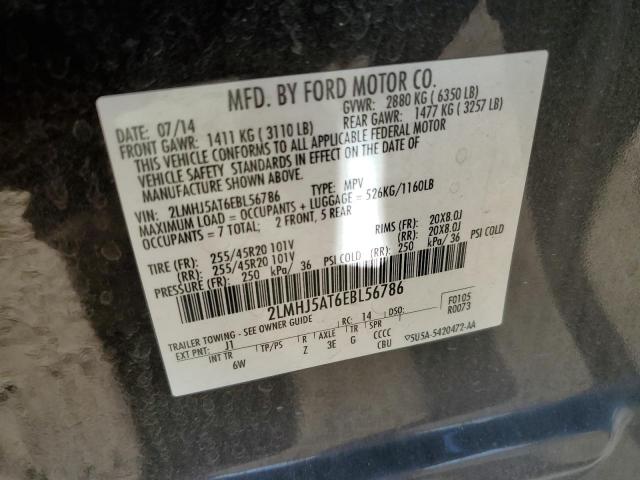 MFD. BY FORD MOTOR CO.
DATE: 07/14 GVWR: 2880 KG ( 6350 LB)
FRONT GAWR: 1411 KG ( 3110 LB) REAR GAWR: 1477 KG ( 3257 LB)
THIS VEHICLE CONFORMS TO ALL APPLICABLE FEDERAL MOTOR
VEHICLE SAFETY STANDARDS IN EFFECT ON THE DATE OF
MANUFACTURE SHOWN ABOVE.
VIN: 2LMHJ5AT6EBL56786 TYPE: MPV
MAXIMUM LOAD = OCCUPANTS + LUGGAGE = 526KG/1160LB
OCCUPANTS = 7 TOTAL: 2 FRONT, 5 REAR
TIRE (FR): 255/45R20 101V RIMS (FR): 20X8.0J
(RR): 255/45R20 101V (RR): 20X8.0J
PRESSURE (FR): 250 kPa/ 36 PSI COLD (RR): 250 kPa/ 36 PSI COLD
2LMHJ5AT6EBL56786
F0105
R0073
TRAILER TOWING - SEE OWNER GUIDE RC: 14 DSO:
EXT PNT: J1 INT TR TP/PS R AXLE TR SPR
6W Z 3E G CCCC
CBU
5U5A-5420472-AA